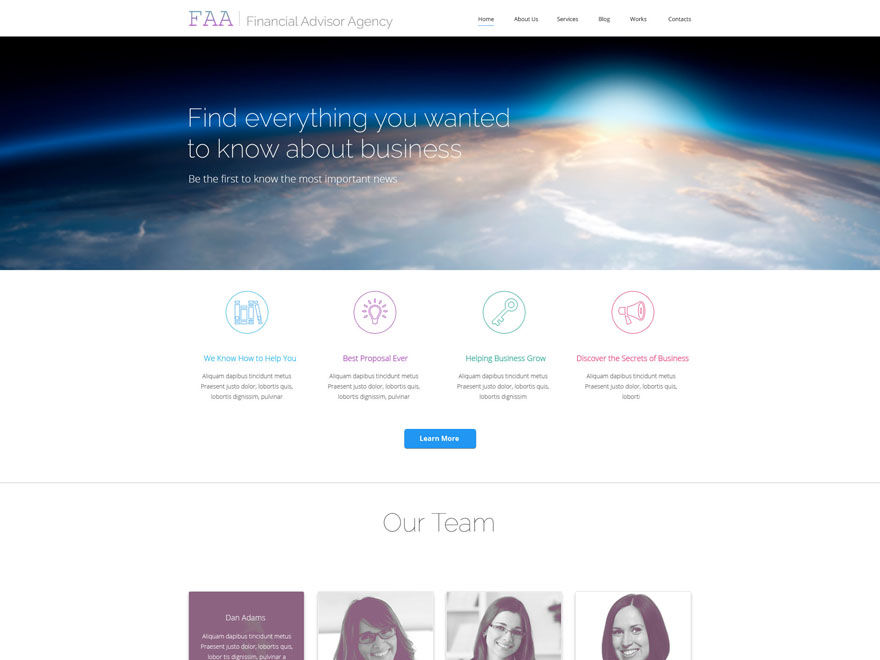 FAA Financial Advisor Agency
Home About Us Services Blog Works Contacts
Find everything you wanted
to know about business
Be the first to know the most important news
We Know How to Help You
Aliquam dapibus tincidunt metus
Praesent justo dolor, lobortis quis,
lobortis dignissim, pulvinar
Best Proposal Ever
Aliquam dapibus tincidunt metus
Praesent justo dolor, lobortis quis,
lobortis dignissim, pulvinar
Helping Business Grow
Aliquam dapibus tincidunt metus
Praesent justo dolor, lobortis quis,
lobortis dignissim
Discover the Secrets of Business
Aliquam dapibus tincidunt metus
Praesent justo dolor, lobortis quis,
loborti
Learn More
Our Team
Dan Adams
Aliquam dapibus tincidunt metus
Praesent justo dolor, lobortis quis,
lobor tis dignissim, pulvinar a